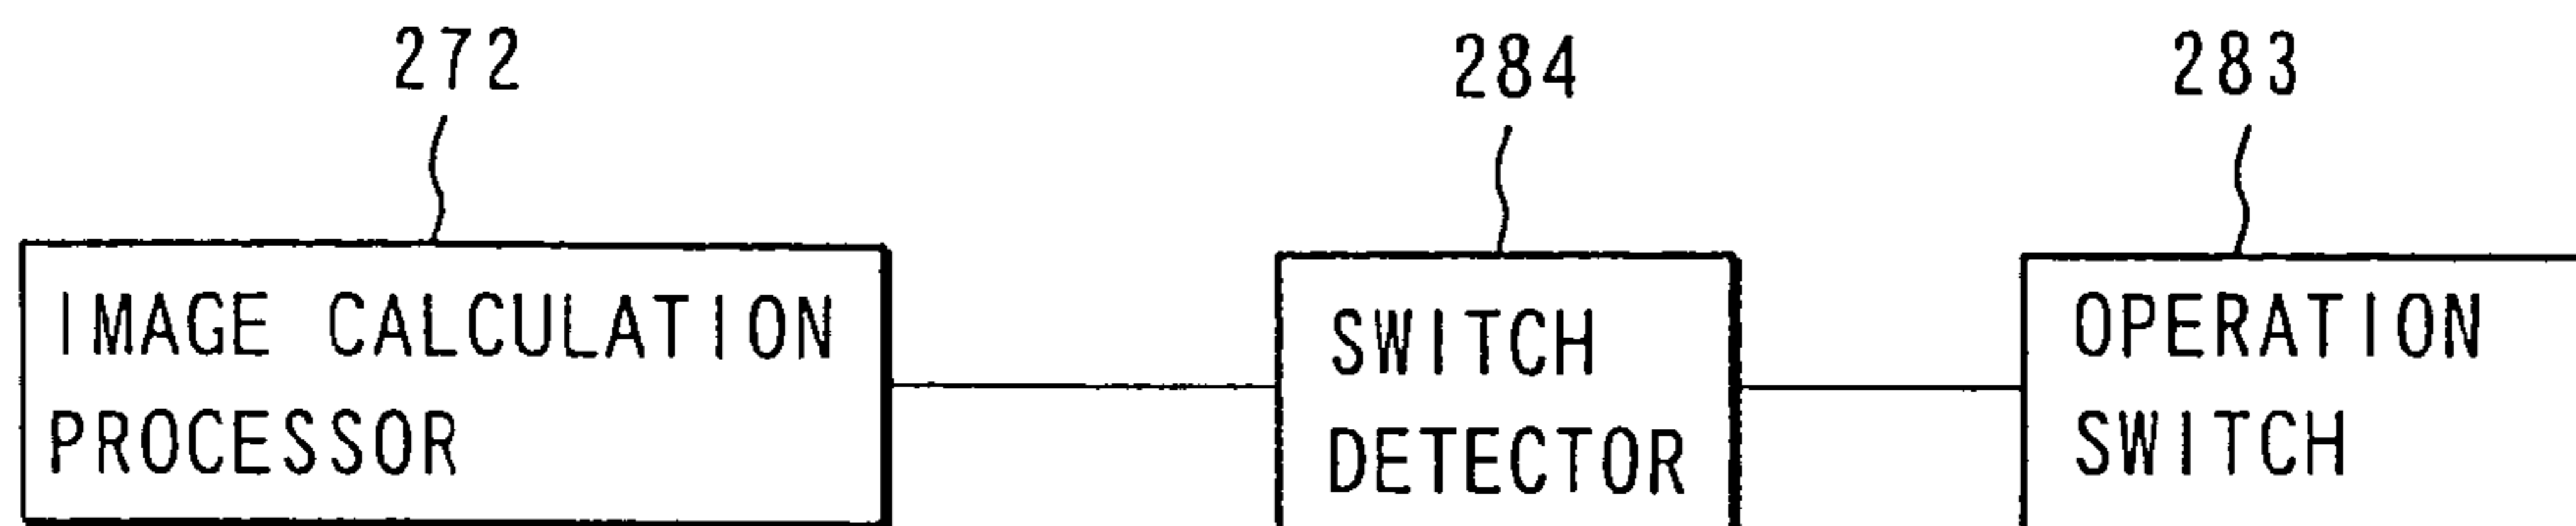 272
284
283
IMAGE CALCULATION
PROCESSOR
SWITCH
DETECTOR
OPERATION
SWITCH